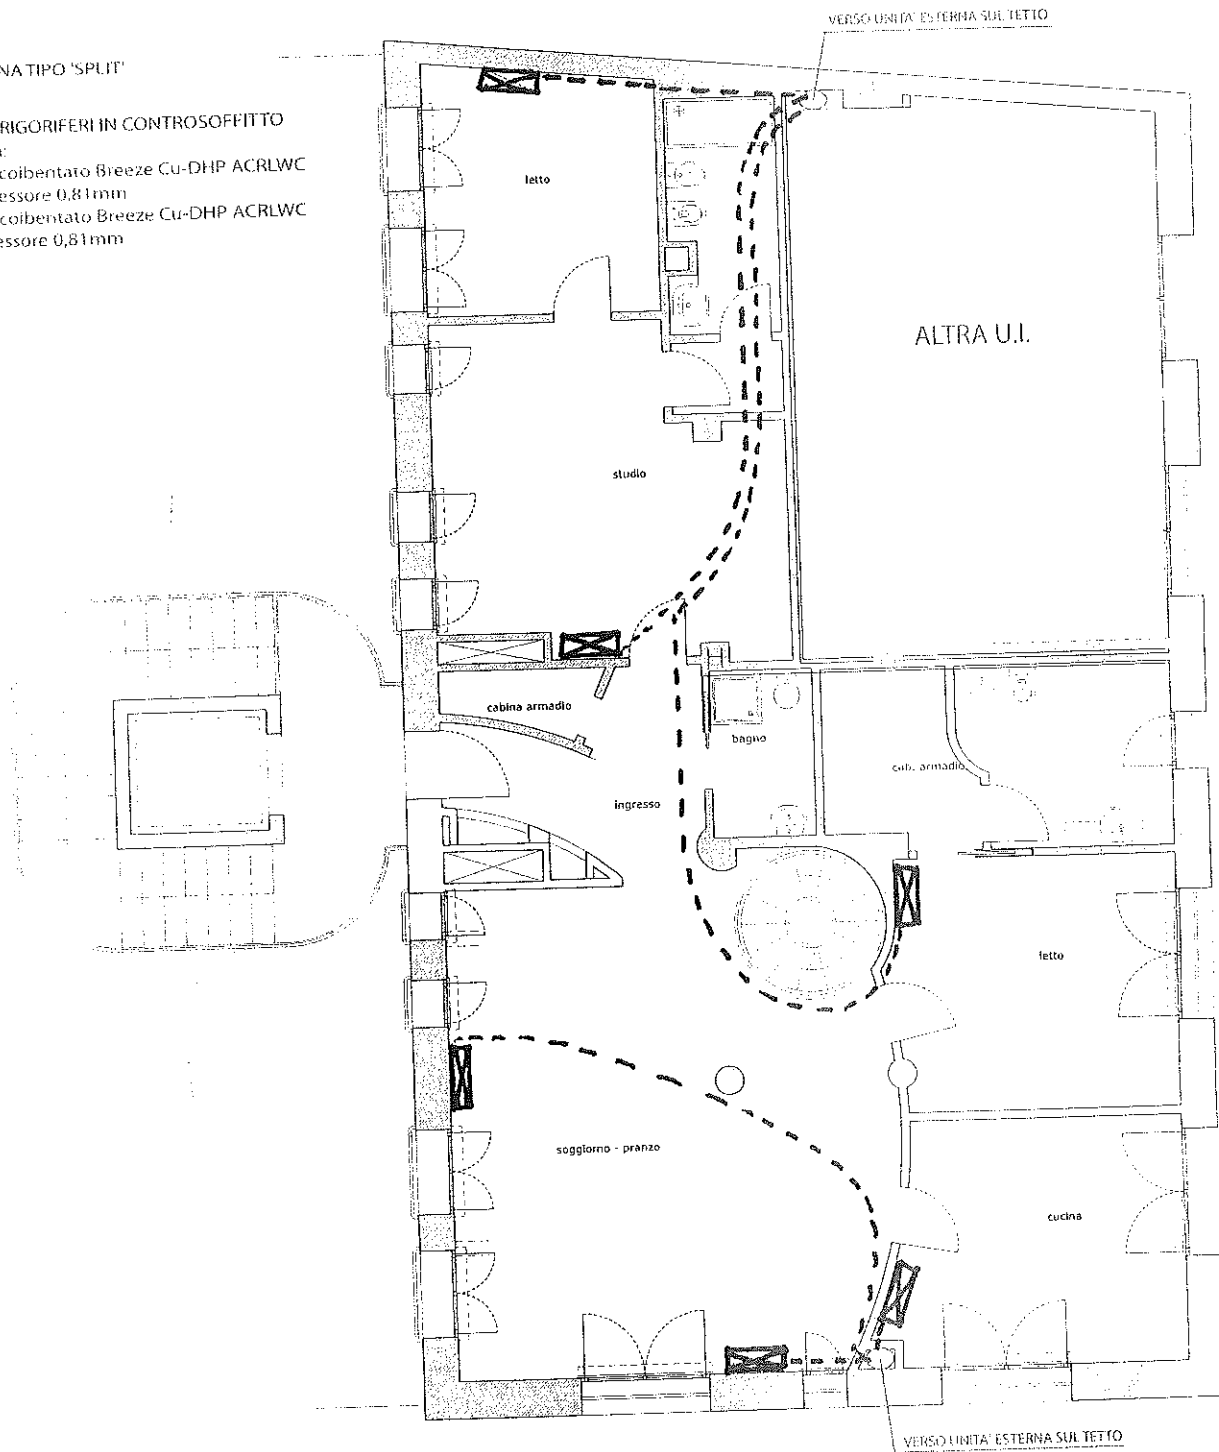 VERSO UNITA' ESTERNA SUL TETTO
NA TIPO 'SPLIT'
RIGORIFERI IN CONTROSOFFITTO
a:
coibentato Breeze Cu-DHP ACRLWC
essore 0,81mm
coibentato Breeze Cu-DHP ACRLWC
essore 0,81mm
letto
ALTRA U.I.
studio
cabina armadio
bagno
cab. armadio
ingresso
letto
soggiorno - pranzo
cucina
VERSO UNITA' ESTERNA SUL TETTO